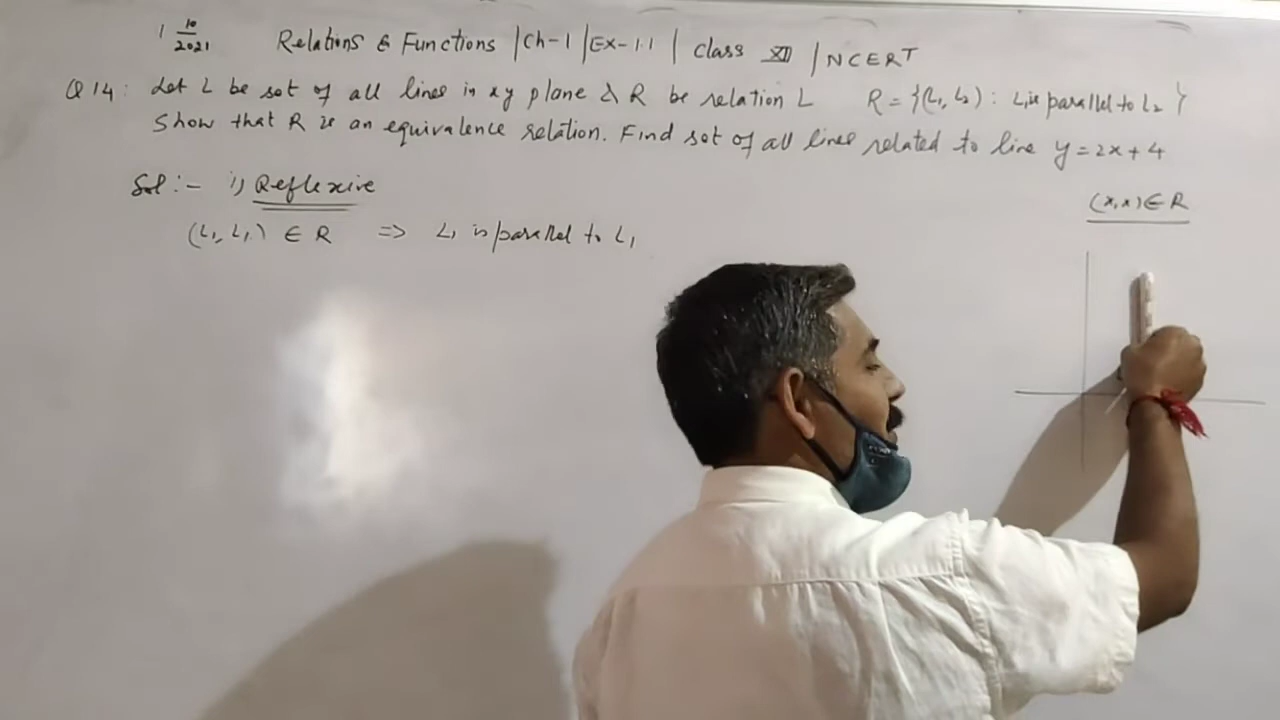 1 10/2021 Relations & Functions | Ch-1 | Ex-1.1 | Class XII | NCERT
Q 14: Let L be set of all lines in xy plane & R be relation L R = {(L₁, L₂) : L₁ is parallel to L₂}
Show that R is an equivalence relation. Find set of all lines related to line y = 2x + 4
Sol :- i) Reflexive
(x,x) ∈ R
(L₁, L₁) ∈ R => L₁ is parallel to L₁